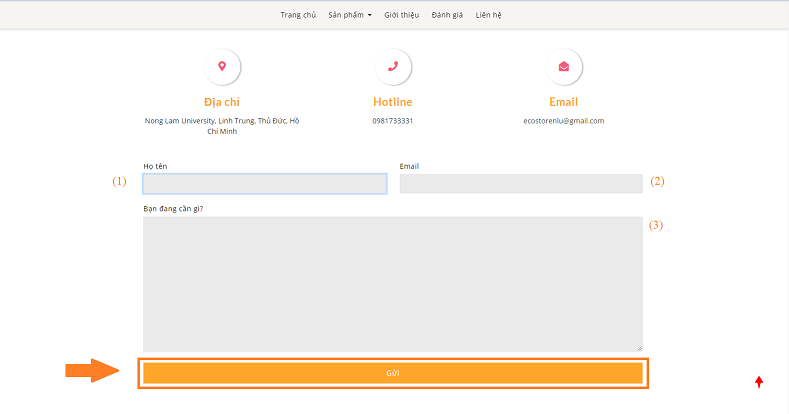 Trang chủ Sản phẩm Giới thiệu Đánh giá Liên hệ
Địa chỉ Hotline Email
Nong Lam University, Linh Trung, Thủ Đức, Hồ 0981733331 ecostorenlu@gmail.com
Chí Minh
Họ tên Email
(1) (2)
Bạn đang cần gì?
(3)
Gửi